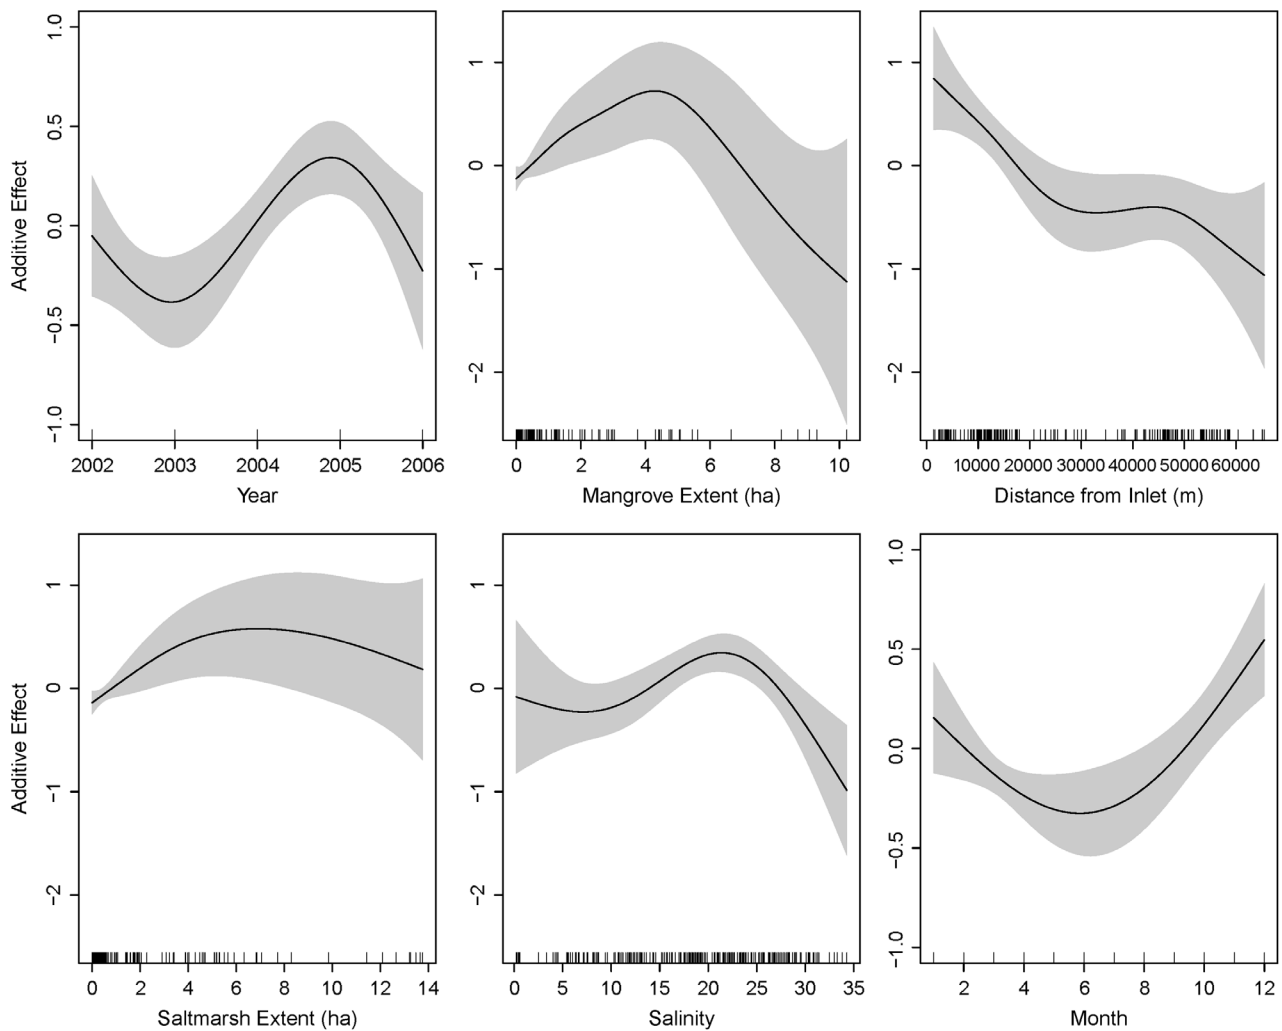 Additive Effect
1.0
0.5
0.0
−0.5
−1.0
2002 2003 2004 2005 2006
Year
1
0
−1
−2
0 2 4 6 8 10
Mangrove Extent (ha)
1
0
−1
−2
0 10000 20000 30000 40000 500000 60000
Distance from Inlet (m)
Additive Effect
1
0
−1
−2
0 2 4 6 8 10 12 14
Saltmarsh Extent (ha)
1
0
−1
−2
0 5 10 15 20 25 30 35
Salinity
1.0
0.5
0.0
−0.5
−1.0
2 4 6 8 10 12
Month